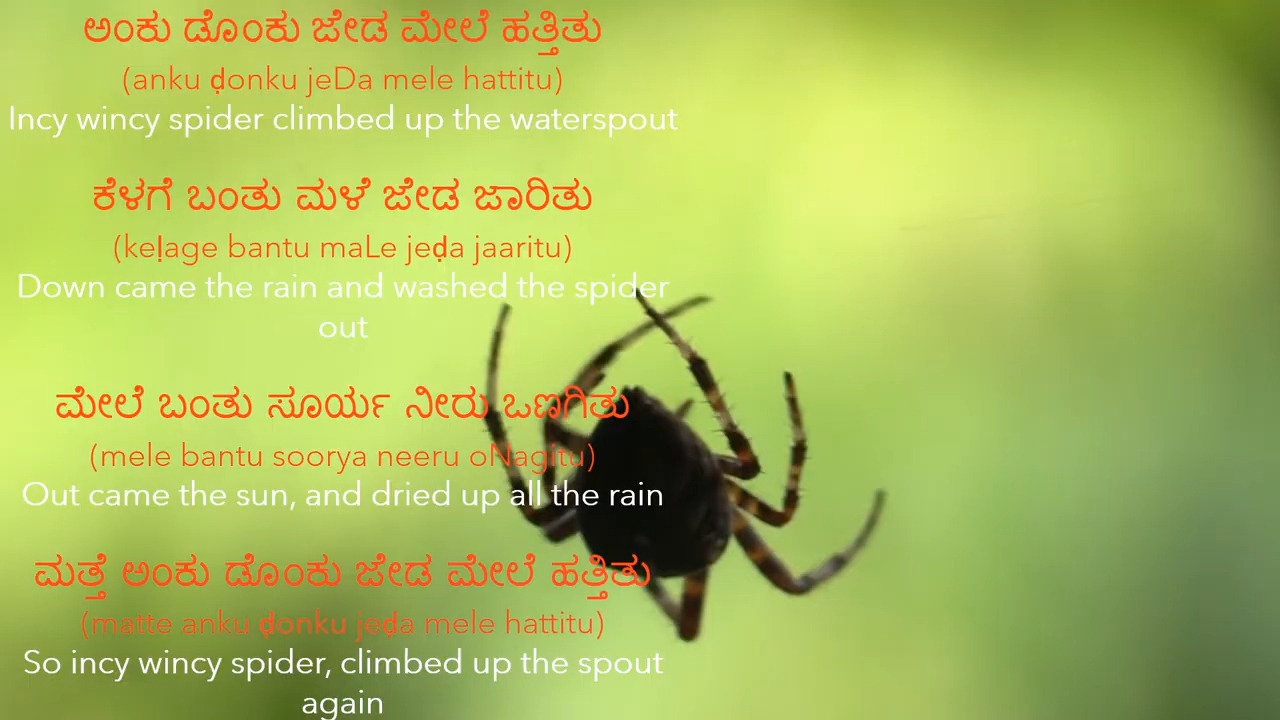 ಅಂಕು ಡೊಂಕು ಜೇಡ ಮೇಲೆ ಹತ್ತಿತು
(anku ḍonku jeDa mele hattitu)
Incy wincy spider climbed up the waterspout
ಕೆಳಗೆ ಬಂತು ಮಳೆ ಜೇಡ ಜಾರಿತು
(keḷage bantu maLe jeḍa jaaritu)
Down came the rain and washed the spider
out
ಮೇಲೆ ಬಂತು ಸೂರ್ಯ ನೀರು ಒಣಗಿತು
(mele bantu soorya neeru oNagitu)
Out came the sun, and dried up all the rain
ಮತ್ತೆ ಅಂಕು ಡೊಂಕು ಜೇಡ ಮೇಲೆ ಹತ್ತಿತು
(matte anku ḍonku jeḍa mele hattitu)
So incy wincy spider, climbed up the spout
again